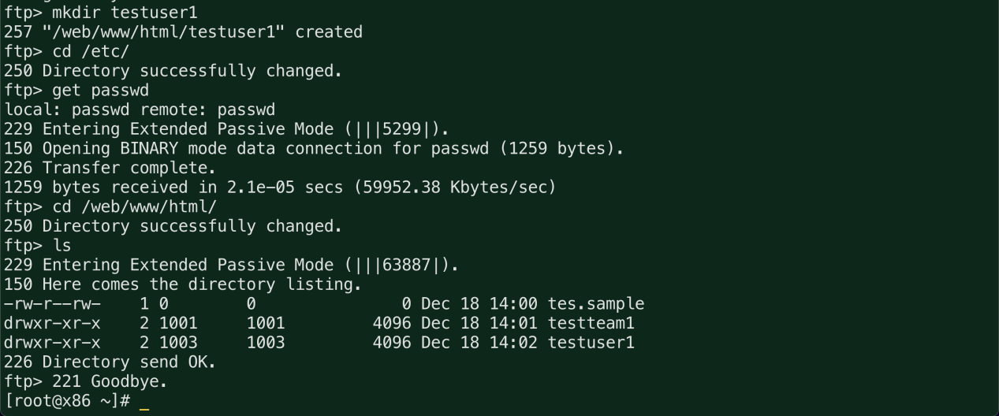 ftp> mkdir testuser1
257 "/web/www/html/testuser1" created
ftp> cd /etc/
250 Directory successfully changed.
ftp> get passwd
local: passwd remote: passwd
229 Entering Extended Passive Mode (|||5299|).
150 Opening BINARY mode data connection for passwd (1259 bytes).
226 Transfer complete.
1259 bytes received in 2.1e-05 secs (59952.38 Kbytes/sec)
ftp> cd /web/www/html/
250 Directory successfully changed.
ftp> ls
229 Entering Extended Passive Mode (|||63887|).
150 Here comes the directory listing.
-rw-r--rw-    1 0        0               0 Dec 18 14:00 tes.sample
drwxr-xr-x    2 1001     1001         4096 Dec 18 14:01 testteam1
drwxr-xr-x    2 1003     1003         4096 Dec 18 14:02 testuser1
226 Directory send OK.
ftp> 221 Goodbye.
[root@x86 ~]# _